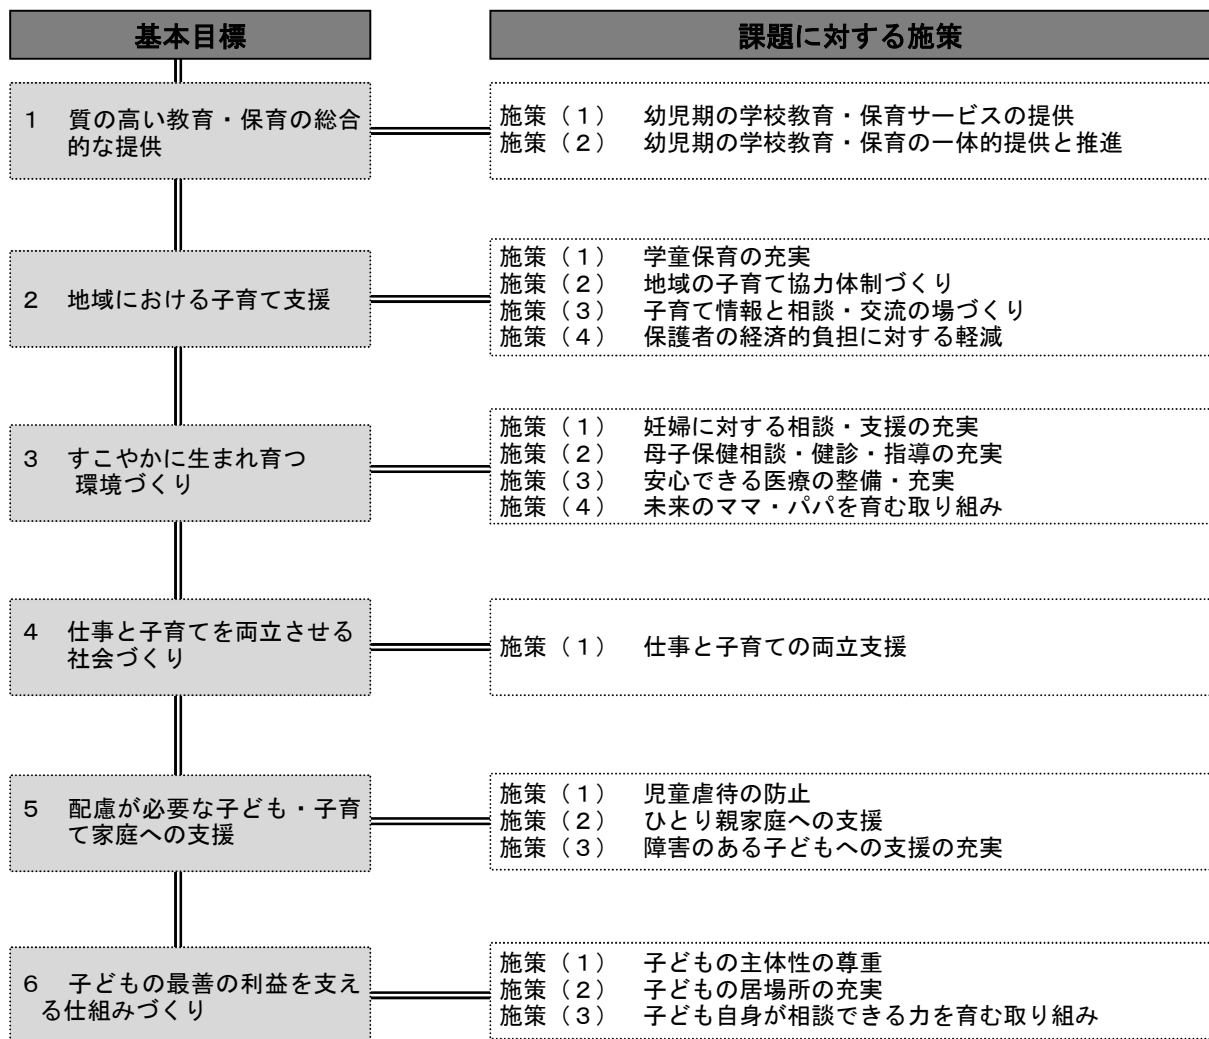 基本目標
課題に対する施策
1　質の高い教育・保育の総合
的な提供
施策（1）　幼児期の学校教育・保育サービスの提供
施策（2）　幼児期の学校教育・保育の一体的提供と推進
2　地域における子育て支援
施策（1）　学童保育の充実
施策（2）　地域の子育て協力体制づくり
施策（3）　子育て情報と相談・交流の場づくり
施策（4）　保護者の経済的負担に対する軽減
3　すこやかに生まれ育つ
環境づくり
施策（1）　妊婦に対する相談・支援の充実
施策（2）　母子保健相談・健診・指導の充実
施策（3）　安心できる医療の整備・充実
施策（4）　未来のママ・パパを育む取り組み
4　仕事と子育てを両立させる
社会づくり
施策（1）　仕事と子育ての両立支援
5　配慮が必要な子ども・子育
て家庭への支援
施策（1）　児童虐待の防止
施策（2）　ひとり親家庭への支援
施策（3）　障害のある子どもへの支援の充実
6　子どもの最善の利益を支え
る仕組みづくり
施策（1）　子どもの主体性の尊重
施策（2）　子どもの居場所の充実
施策（3）　子ども自身が相談できる力を育む取り組み